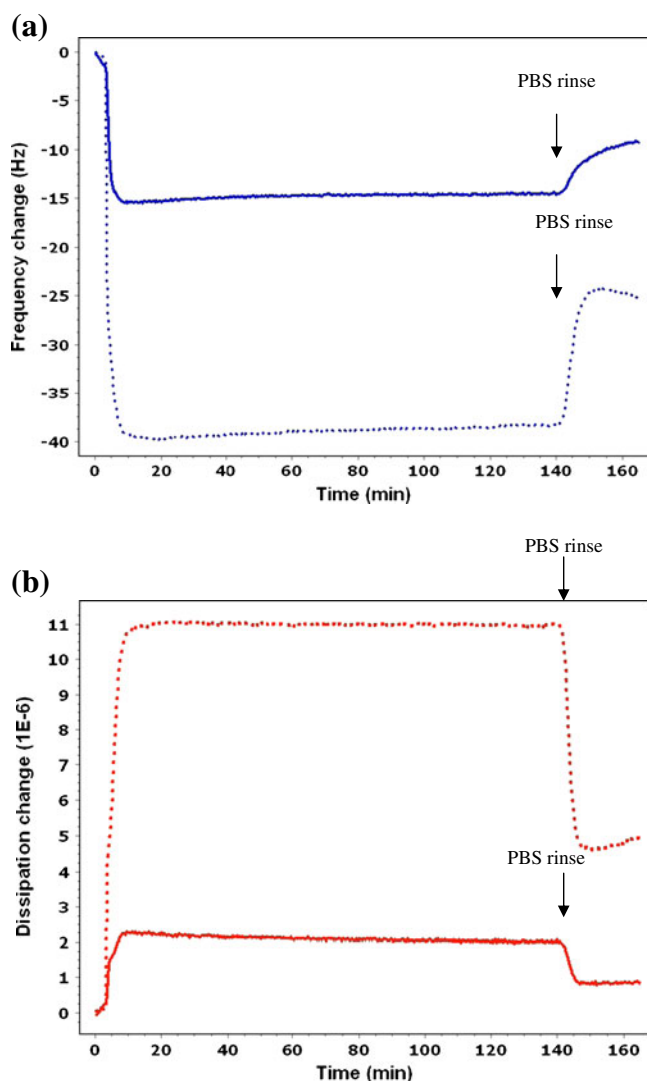 (a)
0
-5
-10
-15
-20
-25
-30
-35
-40
Frequency change (Hz)
PBS rinse
PBS rinse
0 20 40 60 80 100 120 140 160
Time (min)
(b)
PBS rinse
11
10
9
8
7
6
5
4
3
2
1
0
Dissipation change (1E-6)
PBS rinse
0 20 40 60 80 100 120 140 160
Time (min)